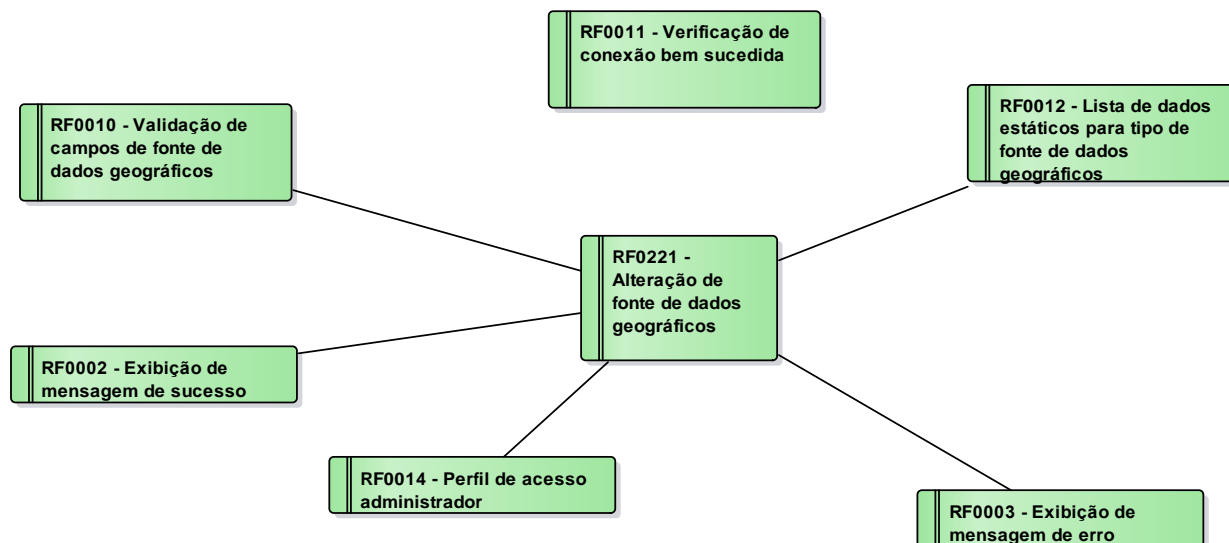 RF0011 - Verificação de
conexão bem sucedida
RF0012 - Lista de dados
estáticos para tipo de
fonte de dados
geográficos
RF0010 - Validação de
campos de fonte de
dados geográficos
RF0221 -
Alteração de
fonte de dados
geográficos
RF0002 - Exibição de
mensagem de sucesso
RF0014 - Perfil de acesso
administrador
RF0003 - Exibição de
mensagem de erro